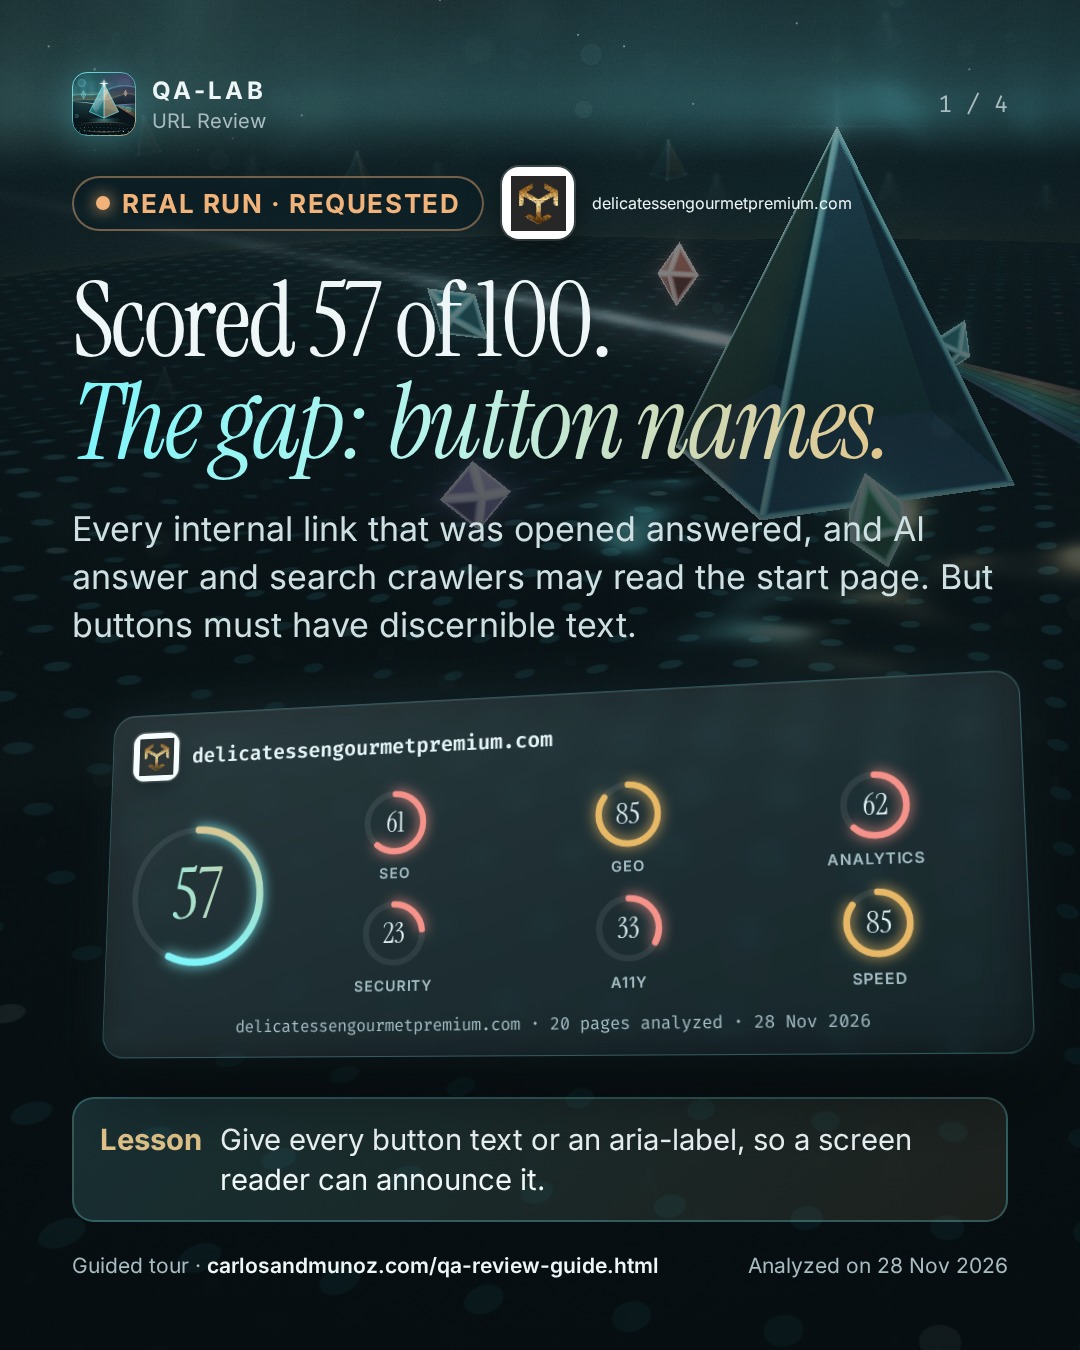 QA-LAB
URL Review
1 / 4
REAL RUN · REQUESTED
delicatessengourmetpremium.com
Scored 57 of 100.
The gap: button names.
Every internal link that was opened answered, and AI
answer and search crawlers may read the start page. But
buttons must have discernible text.
delicatessengourmetpremium.com
57
61
SEO
85
GEO
62
ANALYTICS
23
SECURITY
33
A11Y
85
SPEED
delicatessengourmetpremium.com · 20 pages analyzed · 28 Nov 2026
Lesson Give every button text or an aria-label, so a screen
reader can announce it.
Guided tour · carlosandmunoz.com/qa-review-guide.html
Analyzed on 28 Nov 2026